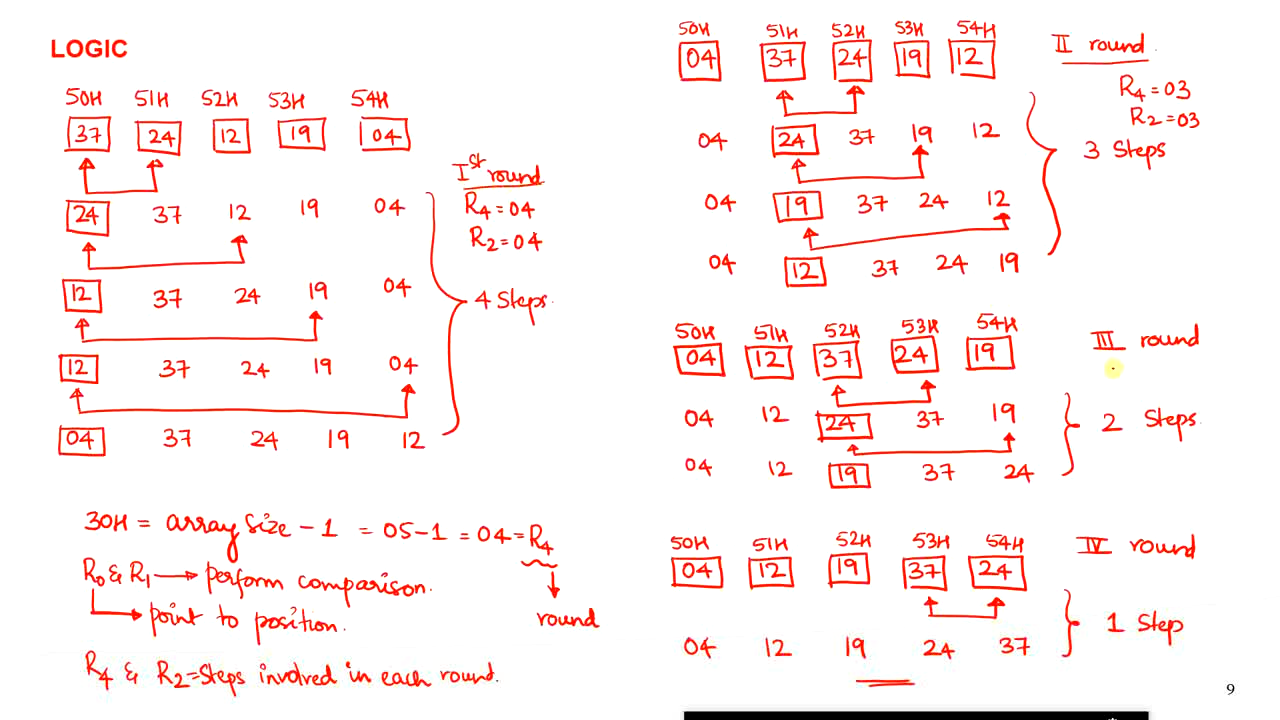 LOGIC
50H 51H 52H 53H 54H
37 24 12 19 04
Ist round
24 37 12 19 04
R4 = 04
R2 = 04
12 37 24 19 04
4 Steps.
12 37 24 19 04
04 37 24 19 12
30H = array size - 1 = 05 - 1 = 04 = R4
R0 & R1 → perform comparison.
point to position.
round
R4 & R2 = Steps involved in each round.
50H 51H 52H 53H 54H
04 37 24 19 12
II round.
R4 = 03
R2 = 03
04 24 37 19 12
3 Steps
04 19 37 24 12
04 12 37 24 19
50H 51H 52H 53H 54H
04 12 37 24 19
III round
04 12 24 37 19
2 Steps.
04 12 19 37 24
50H 51H 52H 53H 54H
04 12 19 37 24
IV round
1 Step
04 12 19 24 37
9